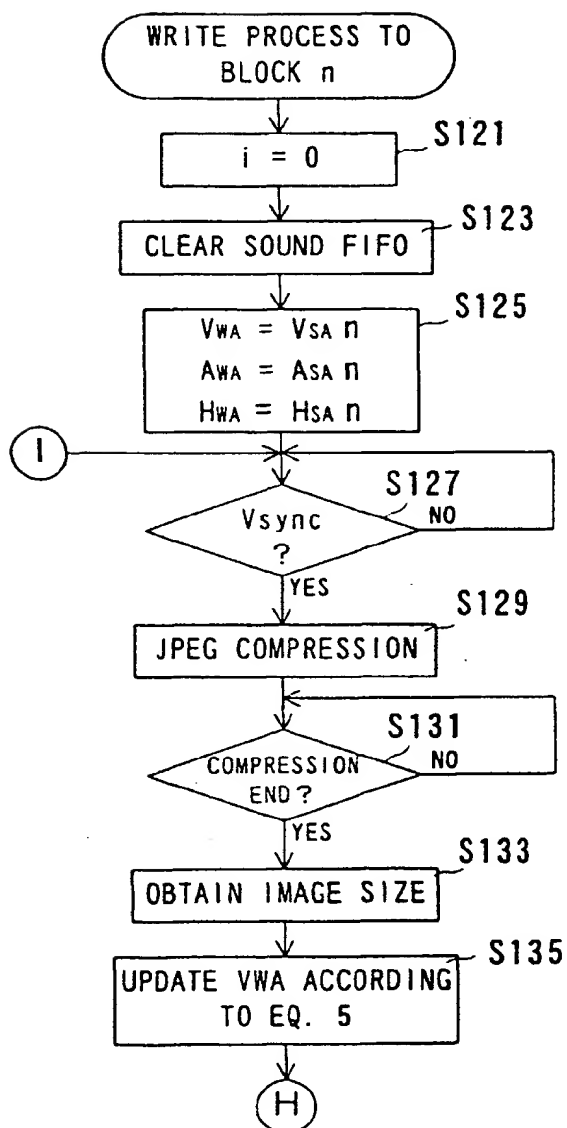 WRITE PROCESS TO
BLOCK n
S121
i = 0
S123
CLEAR SOUND FIFO
S125
VWA = VSA n
AWA = ASA n
HWA = HSA n
I
S127
Vsync
?
NO
YES
S129
JPEG COMPRESSION
S131
COMPRESSION
END?
NO
YES
S133
OBTAIN IMAGE SIZE
S135
UPDATE VWA ACCORDING
TO EQ. 5
H